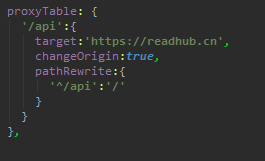 proxyTable: {
'/api':{
target:'https://readhub.cn',
changeOrigin:true,
pathRewrite:{
'^/api':'/'
}
}
},